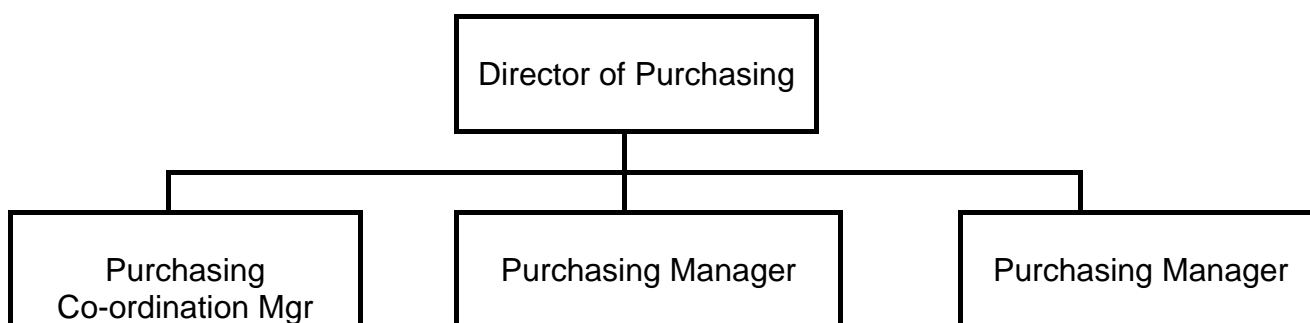 Director of Purchasing
Purchasing
Co-ordination Mgr
Purchasing Manager
Purchasing Manager